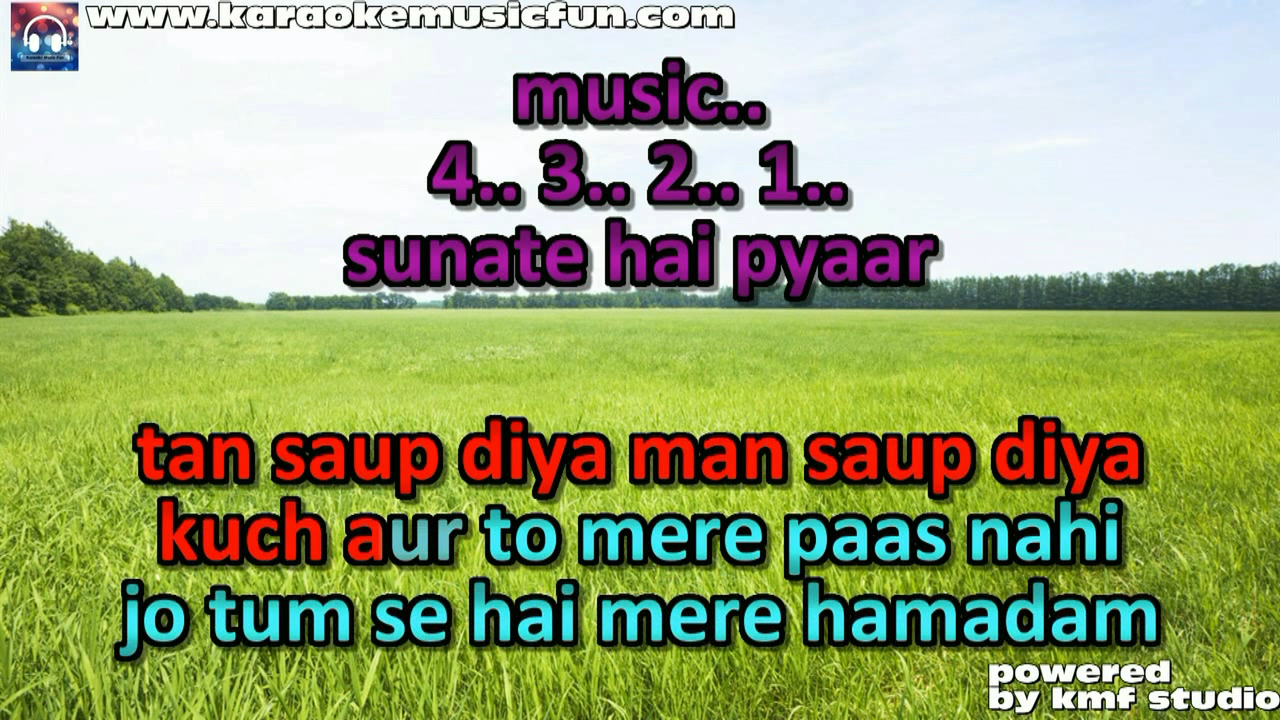 www.karaokemusicfun.com
music..
4.. 3.. 2.. 1..
sunate hai pyaar
tan saup diya man saup diya
kuch aur to mere paas nahi
jo tum se hai mere hamadam
powered
by kmf studio